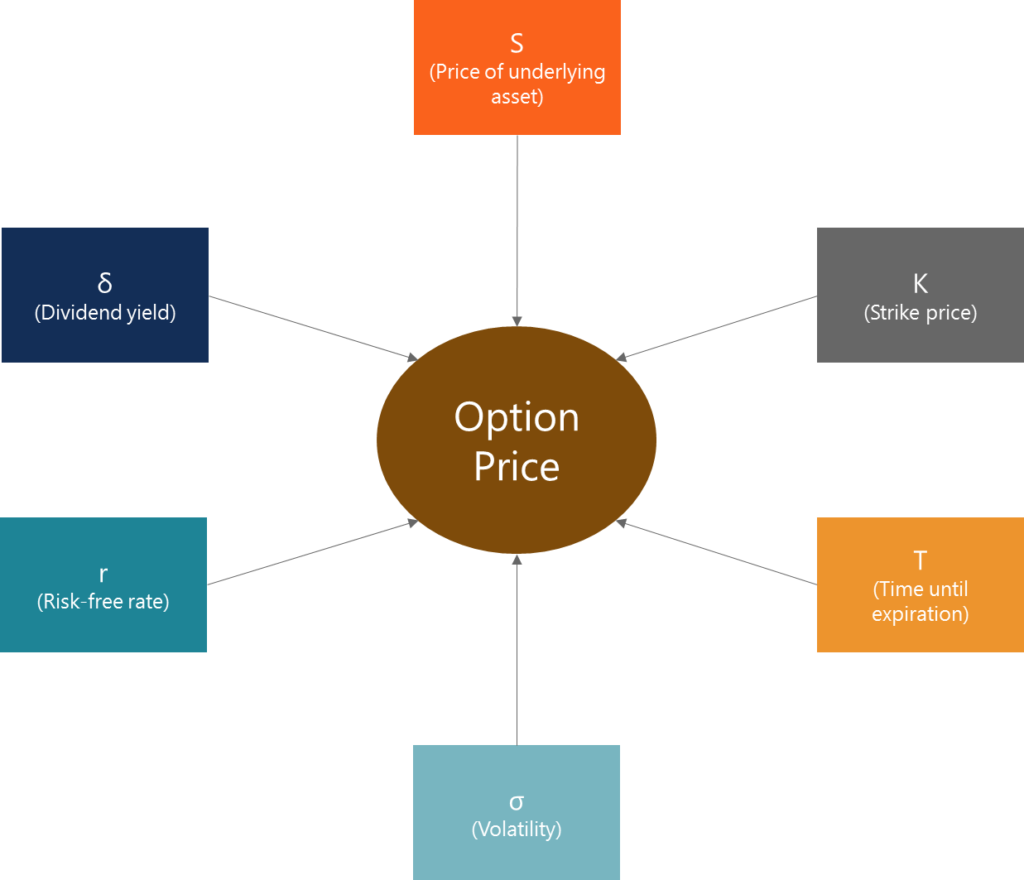 S
(Price of underlying
asset)
δ
(Dividend yield)
K
(Strike price)
Option
Price
r
(Risk-free rate)
T
(Time until
expiration)
σ
(Volatility)